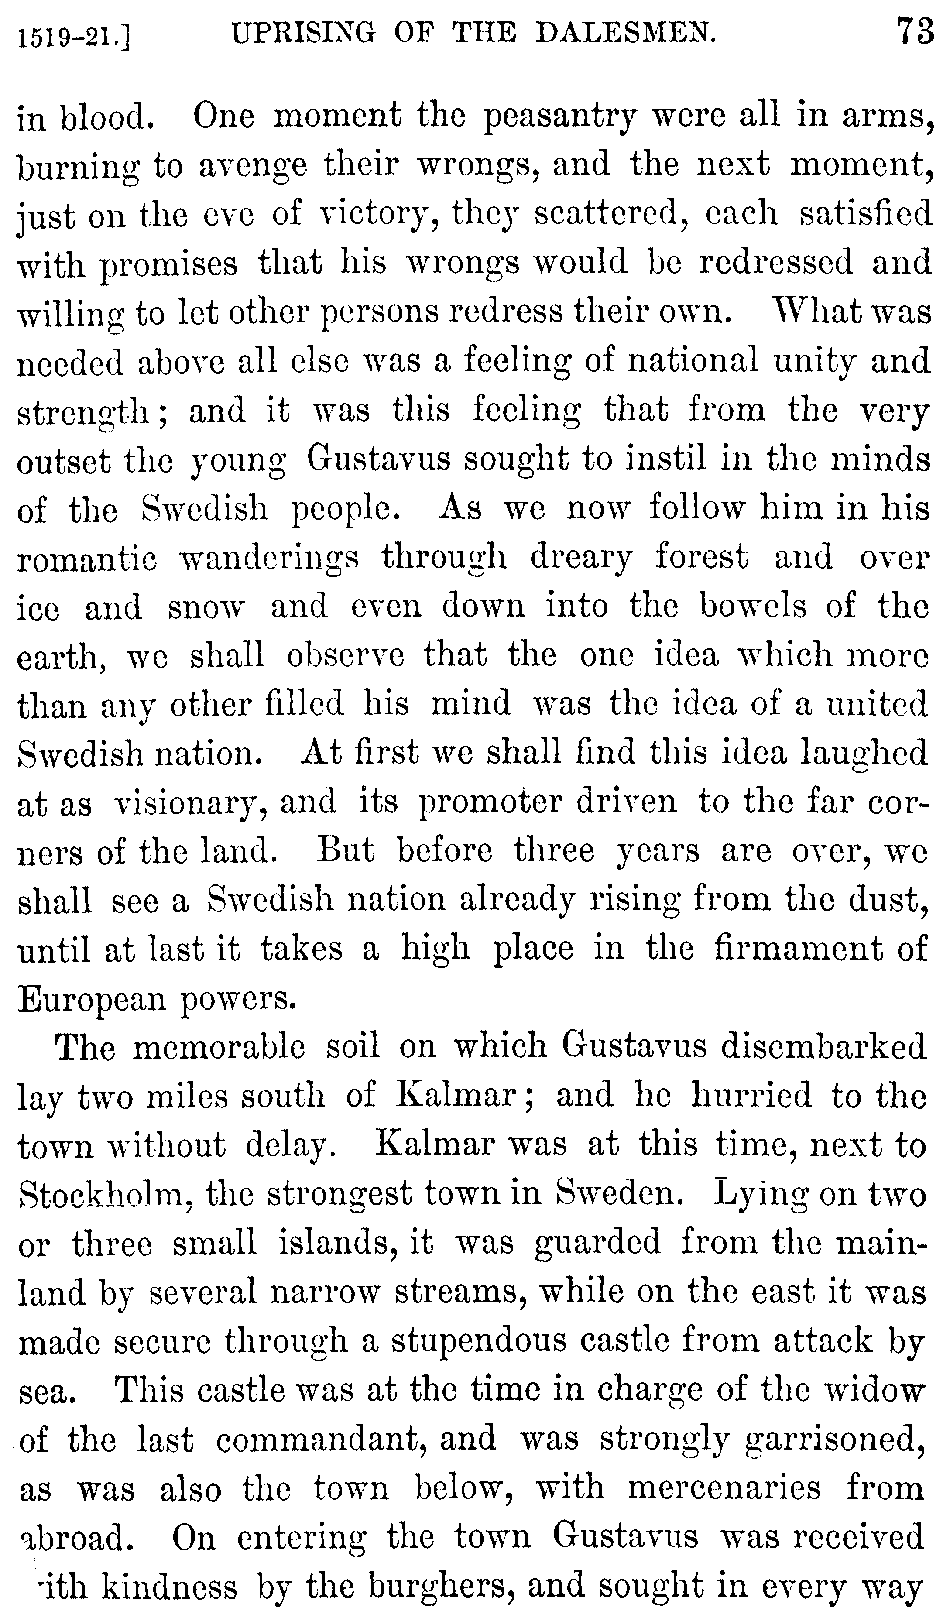 1519-21.] UPRISING OF THE DALESMEN. 73
in blood. One moment the peasantry were all in arms,
burning to avenge their wrongs, and the next moment,
just on the eve of victory, they scattered, each satisfied
with promises that his wrongs would be redressed and
willing to let other persons redress their own. What was
needed above all else was a feeling of national unity and
strength; and it was this feeling that from the very
outset the young Gustavus sought to instil in the minds
of the Swedish people. As we now follow him in his
romantic wanderings through dreary forest and over
ice and snow and even down into the bowels of the
earth, we shall observe that the one idea which more
than any other filled his mind was the idea of a united
Swedish nation. At first we shall find this idea laughed
at as visionary, and its promoter driven to the far cor-
ners of the land. But before three years are over, we
shall see a Swedish nation already rising from the dust,
until at last it takes a high place in the firmament of
European powers.
The memorable soil on which Gustavus disembarked
lay two miles south of Kalmar; and he hurried to the
town without delay. Kalmar was at this time, next to
Stockholm, the strongest town in Sweden. Lying on two
or three small islands, it was guarded from the main-
land by several narrow streams, while on the east it was
made secure through a stupendous castle from attack by
sea. This castle was at the time in charge of the widow
of the last commandant, and was strongly garrisoned,
as was also the town below, with mercenaries from
abroad. On entering the town Gustavus was received
ith kindness by the burghers, and sought in every way